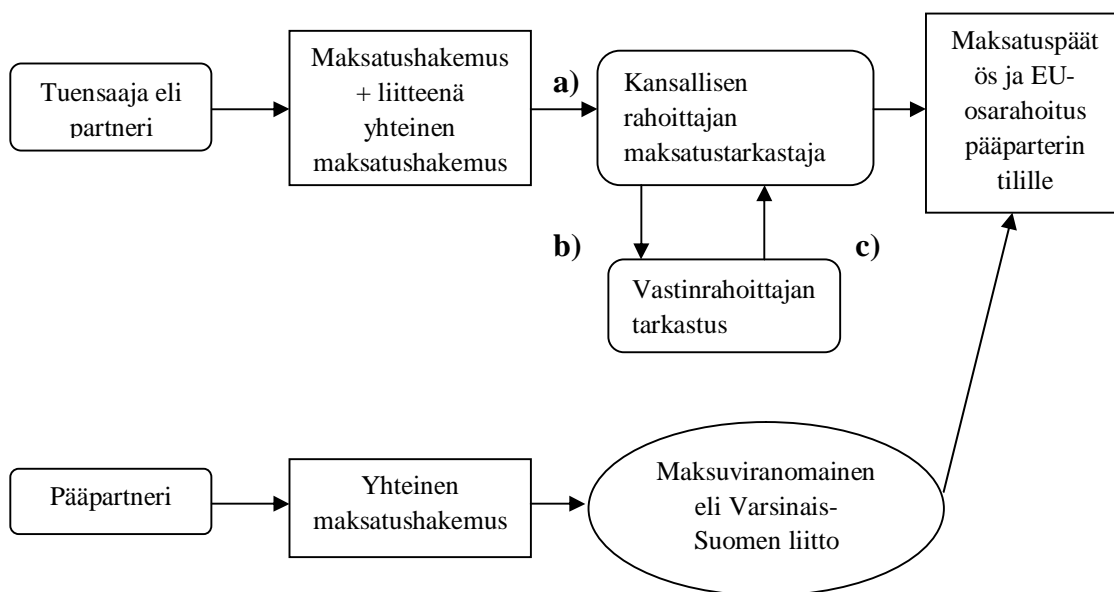 Tuensaaja eli
partneri
Maksatushakemus
+ liitteenä
yhteinen
maksatushakemus
a)
Kansallisen
rahoittajan
maksatustarkastaja
Maksatuspäät
ös ja EU-
osarahoitus
pääparterin
tilille
b)
c)
Vastinrahoittajan
tarkastus
Pääpartneri
Yhteinen
maksatushakemus
Maksuviranomainen
eli Varsinais-
Suomen liitto